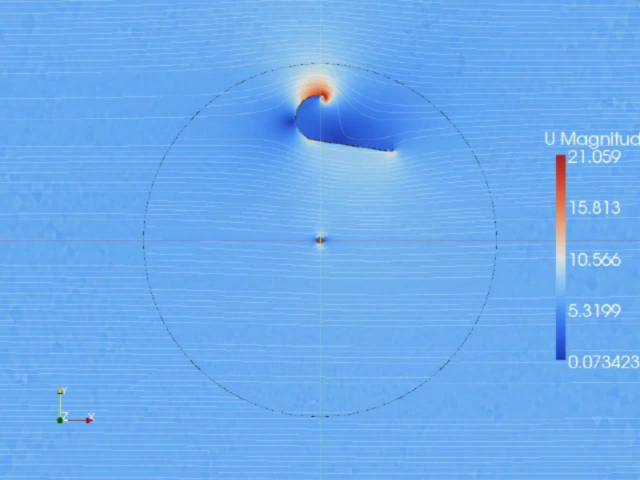 U Magnitud
21.059
15.813
10.566
5.3199
0.073423
Y
Z
X